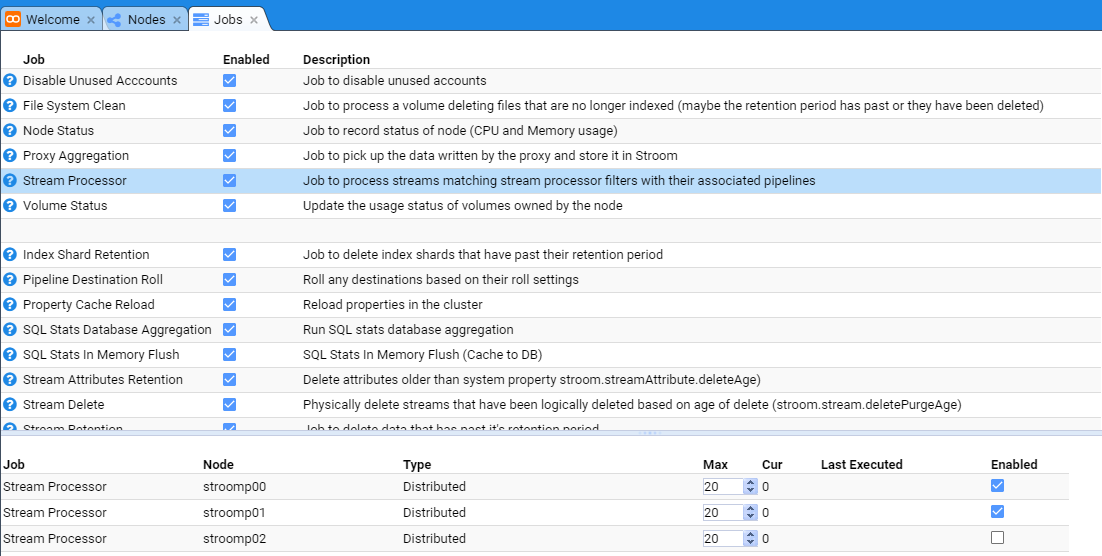 Welcome Nodes Jobs
Job Enabled Description
Disable Unused Acccounts Job to disable unused accounts
File System Clean Job to process a volume deleting files that are no longer indexed (maybe the retention period has past or they have been deleted)
Node Status Job to record status of node (CPU and Memory usage)
Proxy Aggregation Job to pick up the data written by the proxy and store it in Stroom
Stream Processor Job to process streams matching stream processor filters with their associated pipelines
Volume Status Update the usage status of volumes owned by the node
Index Shard Retention Job to delete index shards that have past their retention period
Pipeline Destination Roll Roll any destinations based on their roll settings
Property Cache Reload Reload properties in the cluster
SQL Stats Database Aggregation Run SQL stats database aggregation
SQL Stats In Memory Flush SQL Stats In Memory Flush (Cache to DB)
Stream Attributes Retention Delete attributes older than system property stroom.streamAttribute.deleteAge)
Stream Delete Physically delete streams that have been logically deleted based on age of delete (stroom.stream.deletePurgeAge)
Stream Retention Job to delete data that has past it's retention period
Job Node Type Max Cur Last Executed Enabled
Stream Processor stroomp00 Distributed 20 0
Stream Processor stroomp01 Distributed 20 0
Stream Processor stroomp02 Distributed 20 0